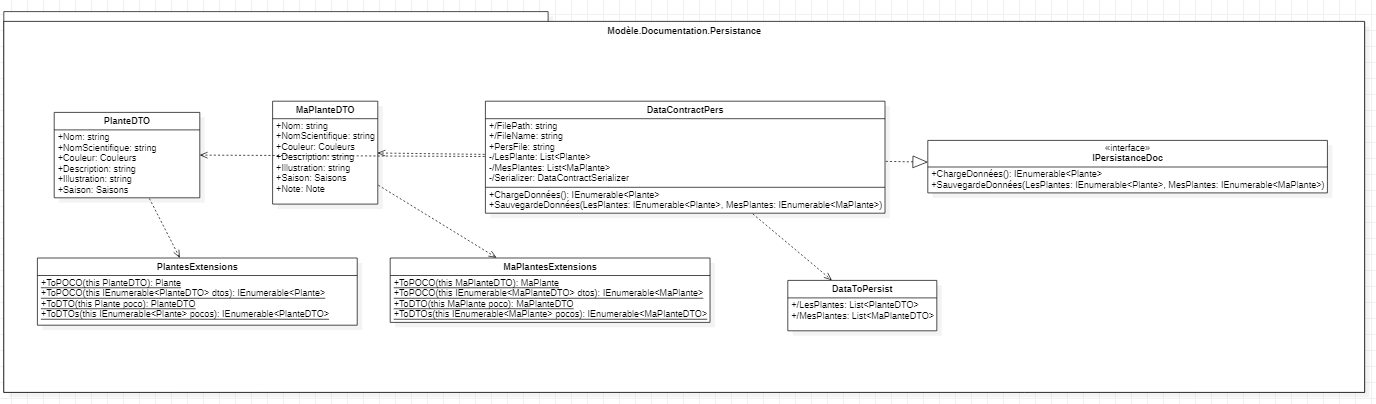 Modèle.Documentation.Persistance
PlanteDTO
+Nom: string
+NomScientifique: string
+Couleur: Couleurs
+Description: string
+Illustration: string
+Saison: Saisons
MaPlanteDTO
+Nom: string
+NomScientifique: string
+Couleur: Couleurs
+Description: string
+Illustration: string
+Saison: Saisons
+Note: Note
DataContractPers
+/FilePath: string
+/FileName: string
+PersFile: string
-/LesPlante: List<Plante>
-/MesPlantes: List<MaPlante>
-/Serializer: DataContractSerializer
+ChargeDonnées(): IEnumerable<Plante>
+SauvegardeDonnées(LesPlantes: IEnumerable<Plante>, MesPlantes: IEnumerable<MaPlante>)
«interface»
IPersistanceDoc
+ChargeDonnées(): IEnumerable<Plante>
+SauvegardeDonnées(LesPlantes: IEnumerable<Plante>, MesPlantes: IEnumerable<MaPlante>)
PlantesExtensions
+ToPOCO(this PlanteDTO): Plante
+ToPOCO(this IEnumerable<PlanteDTO> dtos): IEnumerable<Plante>
+ToDTO(this Plante poco): PlanteDTO
+ToDTOs(this IEnumerable<Plante> pocos): IEnumerable<PlanteDTO>
MaPlantesExtensions
+ToPOCO(this MaPlanteDTO): MaPlante
+ToPOCO(this IEnumerable<MaPlanteDTO> dtos): IEnumerable<MaPlante>
+ToDTO(this MaPlante poco): MaPlanteDTO
+ToDTOs(this IEnumerable<MaPlante> pocos): IEnumerable<MaPlanteDTO>
DataToPersist
+/LesPlantes: List<PlanteDTO>
+/MesPlantes: List<MaPlanteDTO>